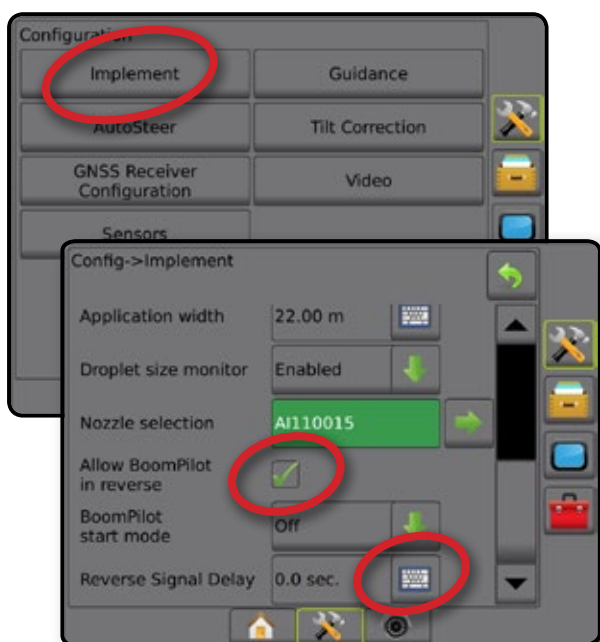 Configuration
Implement
Guidance
AutoSteer
Tilt Correction
GNSS Receiver
Configuration
Video
Sensors
Config->Implement
Application width
22.00 m
Droplet size monitor
Enabled
Nozzle selection
AI110015
Allow BoomPilot
in reverse
BoomPilot
start mode
Off
Reverse Signal Delay
0.0 sec.